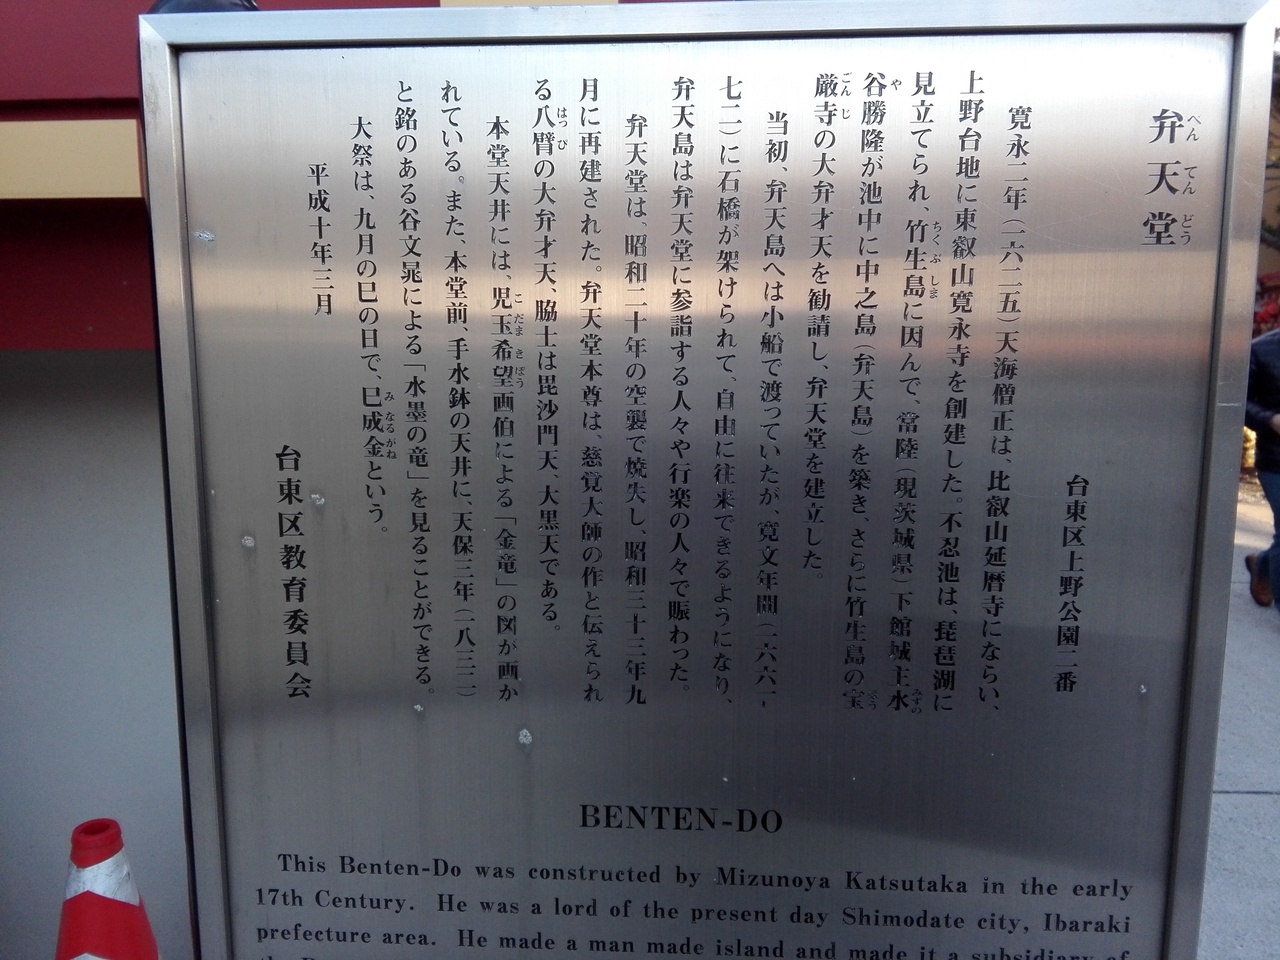 弁天堂
台東区上野公園二番
寛永二年(一六二五)天海僧正は、比叡山延暦寺にならい、
上野台地に東叡山寛永寺を創建した。不忍池は、琵琶湖に
見立てられ、竹生島に因んで、常陸(現茨城県)下館城主水
谷勝隆が池中に中之島(弁天島)を築き、さらに竹生島の宝
厳寺の大弁才天を勧請し、弁天堂を建立した。
当初、弁天島へは小船で渡っていたが、寛文年間(一六六一-
七二)に石橋が架けられて、自由に往来できるようになり、
弁天島は弁天堂に参詣する人々や行楽の人々で賑わった。
弁天堂は、昭和二十年の空襲で焼失し、昭和三十三年九
月に再建された。弁天堂本尊は、慈覚大師の作と伝えられ
る八臂の大弁才天、脇士は毘沙門天、大黒天である。
本堂天井には、児玉希望画伯による「金竜」の図が画か
れている。また、本堂前、手水鉢の天井に、天保三年(一八三二)
と銘のある谷文晁による「水墨の竜」を見ることができる。
大祭は、九月の巳の日で、巳成金という。
平成十年三月
台東区教育委員会
BENTEN-DO
This Benten-Do was constructed by Mizunoya Katsutaka in the early
17th Century. He was a lord of the present day Shimodate city, Ibaraki
prefecture area. He made a man made island and made it a subsidiary of